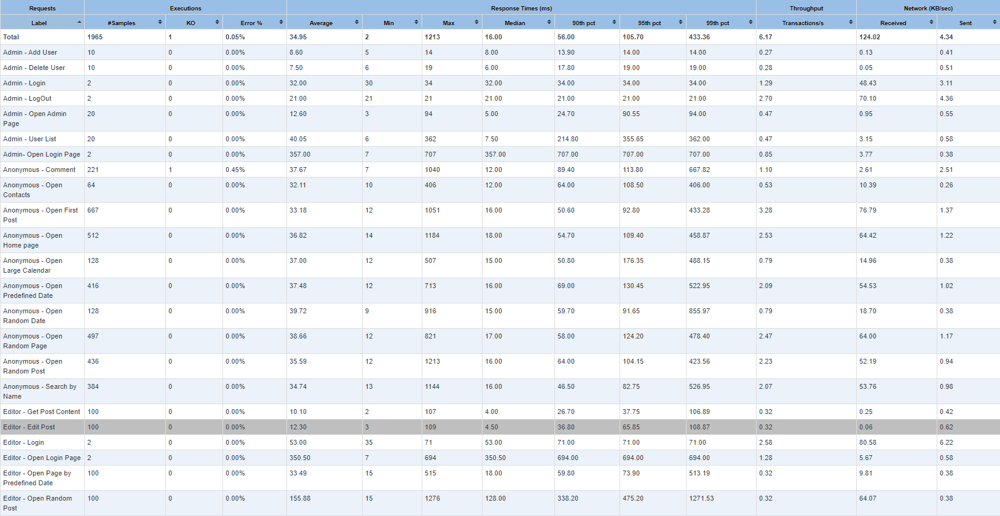 Requests Executions Response Times (ms) Throughput Network (KB/sec)
Label #Samples KO Error % Average Min Max Median 90th pct 95th pct 99th pct Transactions/s Received Sent
Total 1965 1 0.05% 34.95 2 1213 16.00 56.00 105.70 433.36 6.17 124.02 4.34
Admin - Add User 10 0 0.00% 8.60 5 14 8.00 13.90 14.00 14.00 0.27 0.13 0.41
Admin - Delete User 10 0 0.00% 7.50 6 19 6.00 17.80 19.00 19.00 0.28 0.05 0.51
Admin - Login 2 0 0.00% 32.00 30 34 32.00 34.00 34.00 34.00 1.29 48.43 3.11
Admin - LogOut 2 0 0.00% 21.00 21 21 21.00 21.00 21.00 21.00 2.70 70.10 4.36
Admin - Open Admin 20 0 0.00% 12.60 3 94 5.00 24.70 90.55 94.00 0.47 0.95 0.55
Page
Admin - User List 20 0 0.00% 40.05 6 362 7.50 214.80 355.65 362.00 0.47 3.15 0.58
Admin- Open Login Page 2 0 0.00% 357.00 7 707 357.00 707.00 707.00 707.00 0.85 3.77 0.38
Anonymous - Comment 221 1 0.45% 37.67 7 1040 12.00 89.40 113.80 667.82 1.10 2.61 2.51
Anonymous - Open 64 0 0.00% 32.11 10 406 12.00 64.00 108.50 406.00 0.53 10.39 0.26
Contacts
Anonymous - Open First 667 0 0.00% 33.18 12 1051 16.00 50.60 92.80 433.28 3.28 76.79 1.37
Post
Anonymous - Open 512 0 0.00% 36.82 14 1184 18.00 54.70 109.40 458.87 2.53 64.42 1.22
Home page
Anonymous - Open 128 0 0.00% 37.00 12 507 15.00 50.80 176.35 488.15 0.79 14.96 0.38
Large Calendar
Anonymous - Open 416 0 0.00% 37.48 12 713 16.00 69.00 130.45 522.95 2.09 54.53 1.02
Predefined Date
Anonymous - Open 128 0 0.00% 39.72 9 916 15.00 59.70 91.65 855.97 0.79 18.70 0.38
Random Date
Anonymous - Open 497 0 0.00% 38.66 12 821 17.00 58.00 124.20 478.40 2.47 64.00 1.17
Random Page
Anonymous - Open 436 0 0.00% 35.59 12 1213 16.00 64.00 104.15 423.56 2.23 52.19 0.94
Random Post
Anonymous - Search by 384 0 0.00% 34.74 13 1144 16.00 46.50 82.75 526.95 2.07 53.76 0.98
Name
Editor - Get Post Content 100 0 0.00% 10.10 2 107 4.00 26.70 37.75 106.89 0.32 0.25 0.42
Editor - Edit Post 100 0 0.00% 12.30 3 109 4.50 36.80 65.85 108.87 0.32 0.06 0.62
Editor - Login 2 0 0.00% 53.00 35 71 53.00 71.00 71.00 71.00 2.58 80.58 6.22
Editor - Open Login Page 2 0 0.00% 350.50 7 694 350.50 694.00 694.00 694.00 1.28 5.67 0.58
Editor - Open Page by 100 0 0.00% 33.49 15 515 18.00 59.80 73.90 513.19 0.32 9.81 0.38
Predefined Date
Editor - Open Random 100 0 0.00% 155.88 15 1276 128.00 338.20 475.20 1271.53 0.32 64.07 0.38
Post